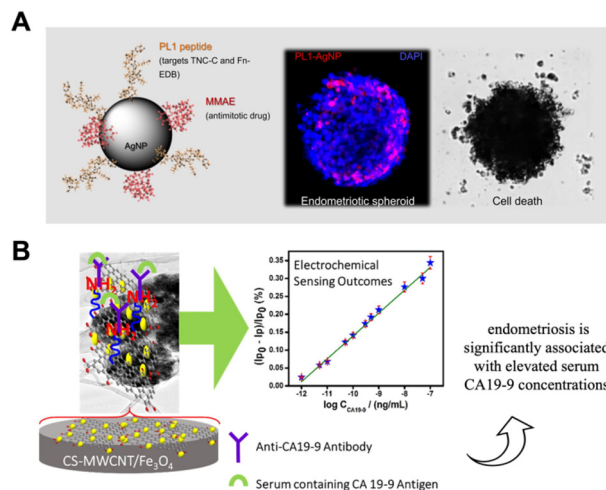 A
PL1 peptide
(targets TNC-C and Fn-
EDB)
MMAE
(antimitotic drug)
AgNP
PL1-AgNP DAPI
Endometriotic spheroid
Cell death
B
NH2
NH2
NH2
CS-MWCNT/Fe3O4
Electrochemical
Sensing Outcomes
(Ip0 - Ip)/Ip0 (%)
0.35
0.30
0.25
0.20
0.15
0.10
0.05
0.00
-12 -11 -10 -9 -8 -7
log C CA19-9 / (ng/mL)
Anti-CA19-9 Antibody
Serum containing CA 19-9 Antigen
endometriosis is
significantly associated
with elevated serum
CA19-9 concentrations